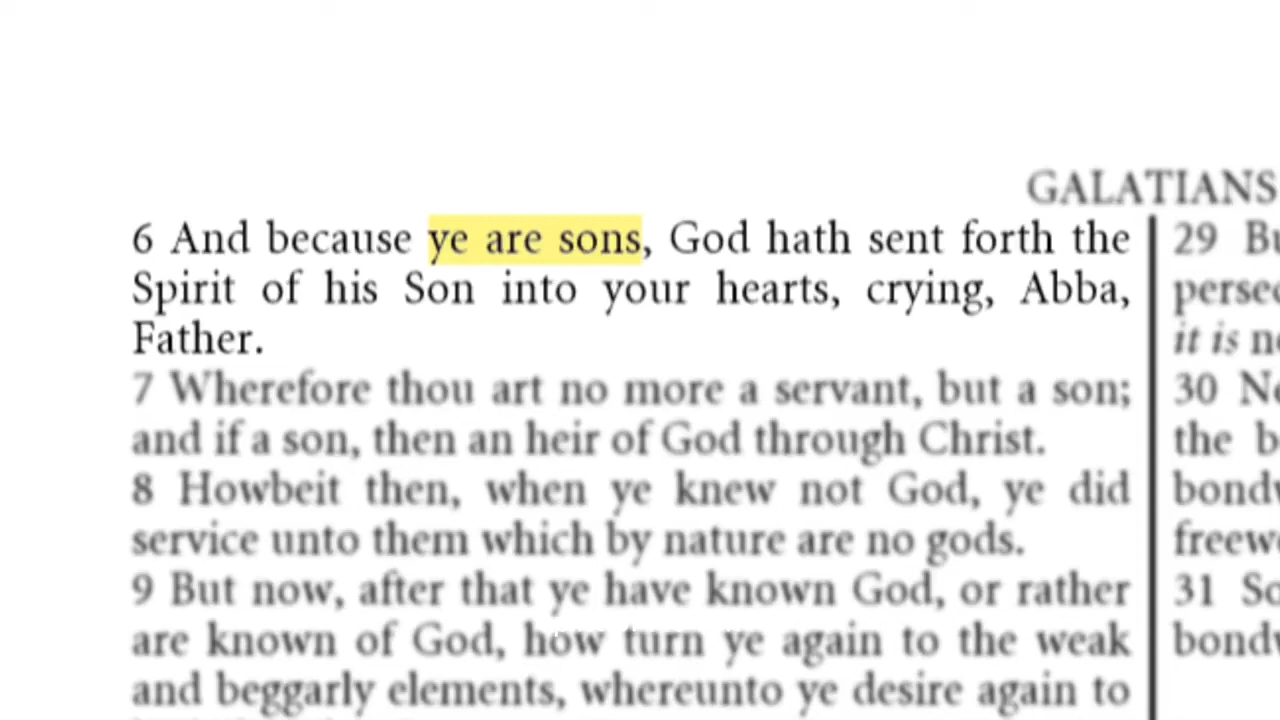 GALATIANS
6 And because ye are sons, God hath sent forth the
Spirit of his Son into your hearts, crying, Abba,
Father.
7 Wherefore thou art no more a servant, but a son;
and if a son, then an heir of God through Christ.
8 Howbeit then, when ye knew not God, ye did
service unto them which by nature are no gods.
9 But now, after that ye have known God, or rather
are known of God, how turn ye again to the weak
and beggarly elements, whereunto ye desire again to
29
it is
30
the
31